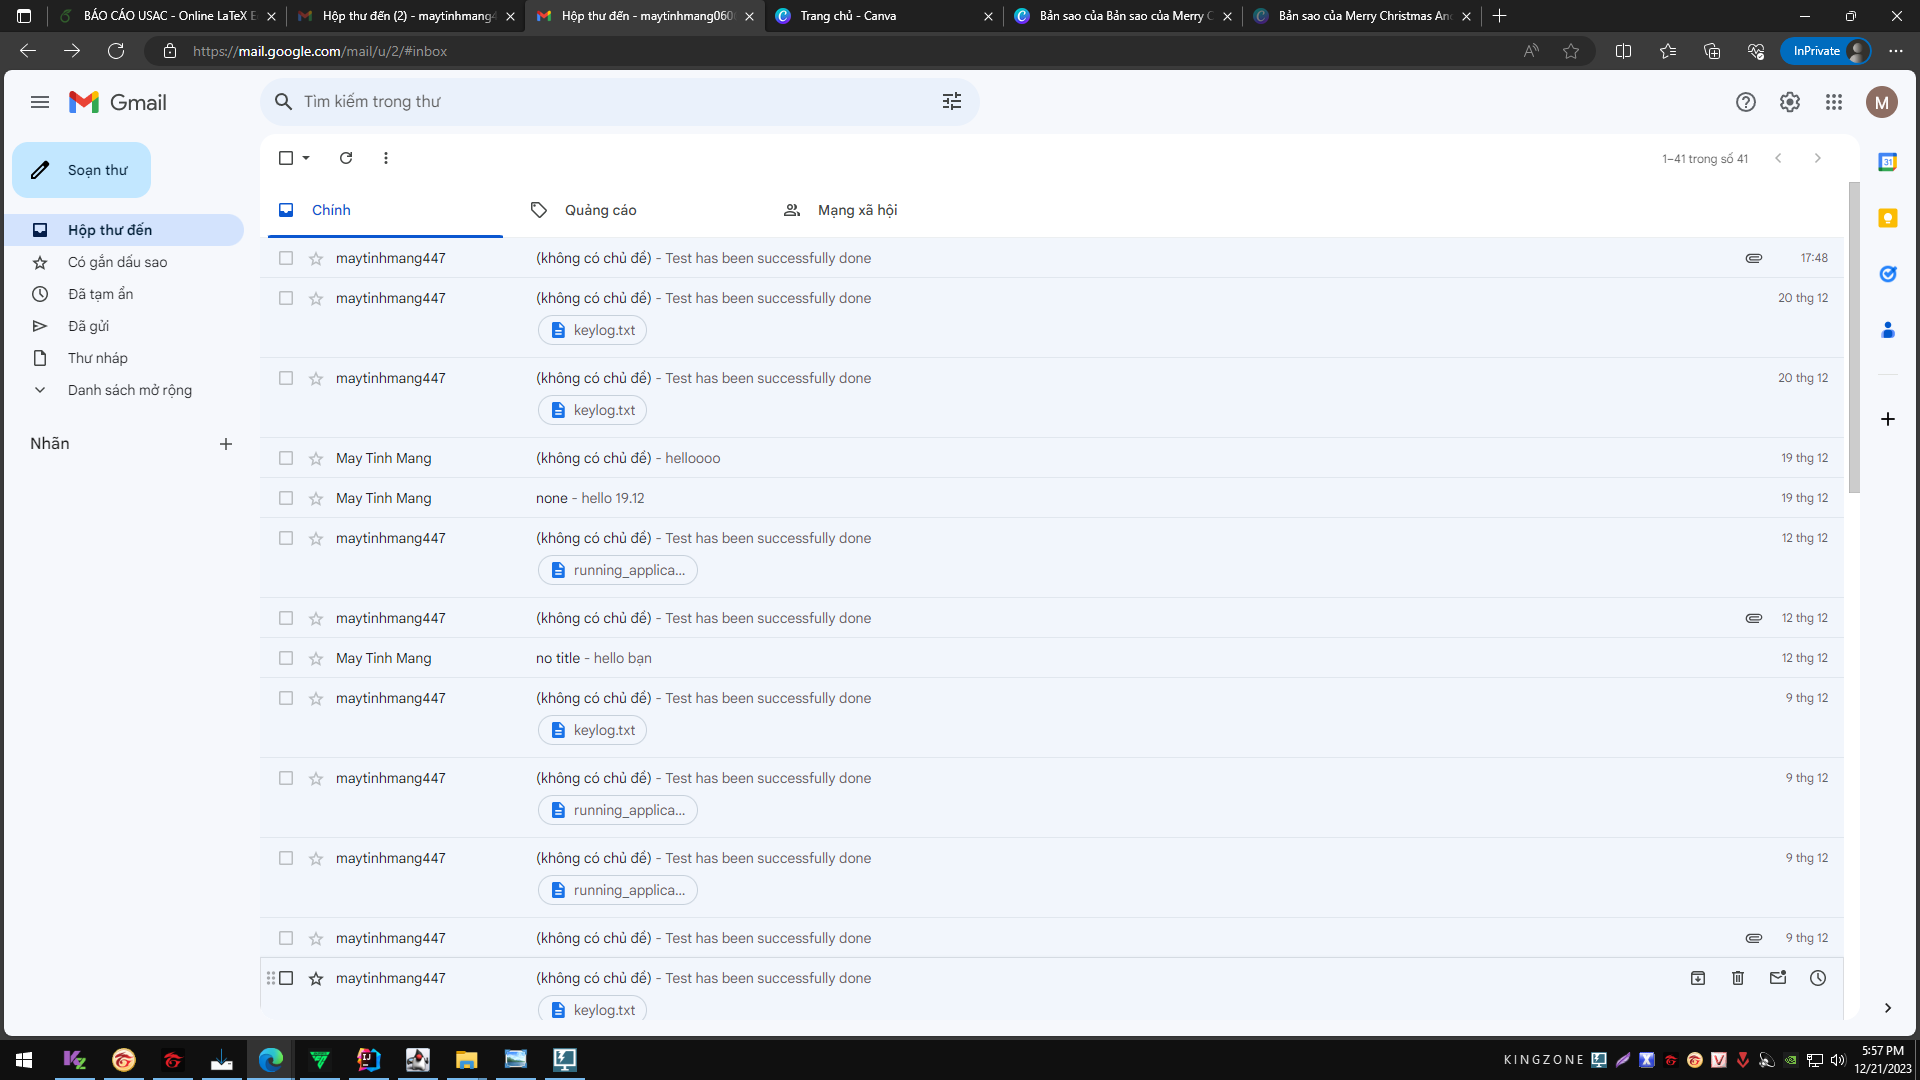 BÁO CÁO USAC - Online LaTeX E
Hộp thư đến (2) - maytinhmang4
Hộp thư đến - maytinhmang060
Trang chủ - Canva
Bản sao của Bản sao của Merry C
Bản sao của Merry Christmas An
https://mail.google.com/mail/u/2/#inbox
InPrivate
Gmail
Tìm kiếm trong thư
M
Soạn thư
1–41 trong số 41
31
Chính
Quảng cáo
Mạng xã hội
Hộp thư đến
Có gắn dấu sao
Đã tạm ẩn
Đã gửi
Thư nháp
Danh sách mở rộng
Nhãn
maytinhmang447 (không có chủ đề) - Test has been successfully done 17:48
maytinhmang447 (không có chủ đề) - Test has been successfully done 20 thg 12
keylog.txt
maytinhmang447 (không có chủ đề) - Test has been successfully done 20 thg 12
keylog.txt
May Tinh Mang (không có chủ đề) - helloooo 19 thg 12
May Tinh Mang none - hello 19.12 19 thg 12
maytinhmang447 (không có chủ đề) - Test has been successfully done 12 thg 12
running_applica...
maytinhmang447 (không có chủ đề) - Test has been successfully done 12 thg 12
May Tinh Mang no title - hello bạn 12 thg 12
maytinhmang447 (không có chủ đề) - Test has been successfully done 9 thg 12
keylog.txt
maytinhmang447 (không có chủ đề) - Test has been successfully done 9 thg 12
running_applica...
maytinhmang447 (không có chủ đề) - Test has been successfully done 9 thg 12
running_applica...
maytinhmang447 (không có chủ đề) - Test has been successfully done 9 thg 12
maytinhmang447 (không có chủ đề) - Test has been successfully done
keylog.txt
KINGZONE
5:57 PM
12/21/2023